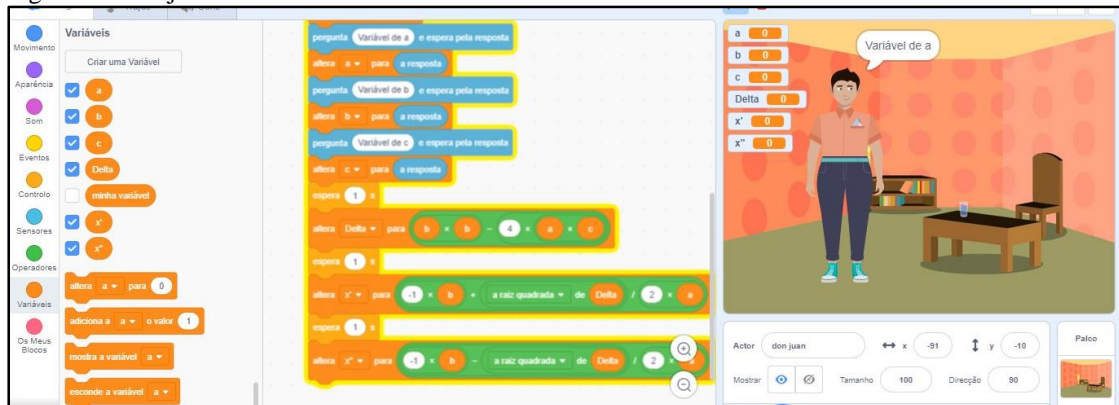 Variáveis
Movimento
Aparência
Som
Eventos
Controlo
Sensores
Operadores
Variáveis
Os Meus
Blocos
Criar uma Variável
a
b
c
Delta
minha variável
x'
x"
altera a para 0
adiciona a a o valor 1
mostra a variável a
esconde a variável a
pergunta Variável de a e espera pela resposta
altera a para a resposta
pergunta Variável de b e espera pela resposta
altera b para a resposta
pergunta Variável de c e espera pela resposta
altera c para a resposta
espera 1 s
altera Delta para b × b - 4 × a × c
espera 1 s
altera x' para -1 × b + a raiz quadrada de Delta / 2 × a
espera 1 s
altera x" para -1 × b - a raiz quadrada de Delta / 2 × a
a 0
b 0
c 0
Delta 0
x' 0
x" 0
Variável de a
Actor don juan x -91 y -10
Mostrar Tamanho 100 Direcção 90
Palco